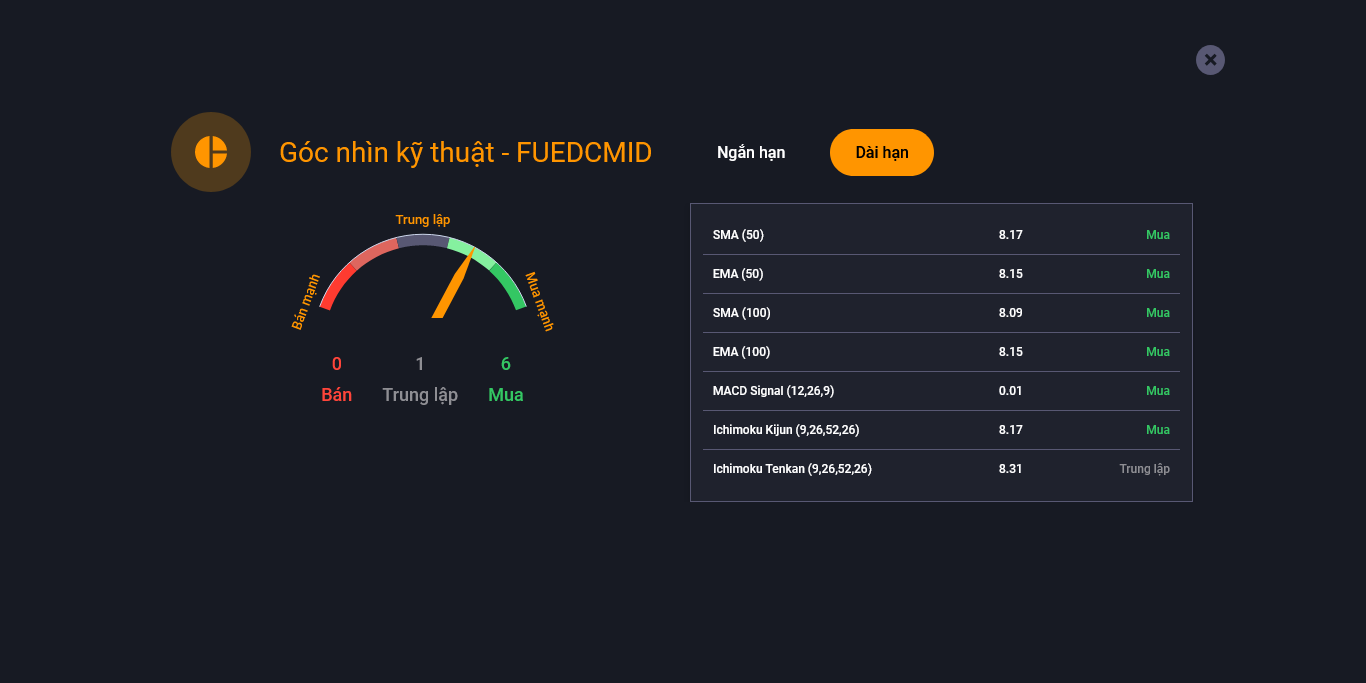 Góc nhìn kỹ thuật - FUEDCMID
Ngắn hạn
Dài hạn
Trung lập
Bán mạnh
Mua mạnh
0
1
6
Bán
Trung lập
Mua
SMA (50) 8.17 Mua
EMA (50) 8.15 Mua
SMA (100) 8.09 Mua
EMA (100) 8.15 Mua
MACD Signal (12,26,9) 0.01 Mua
Ichimoku Kijun (9,26,52,26) 8.17 Mua
Ichimoku Tenkan (9,26,52,26) 8.31 Trung lập